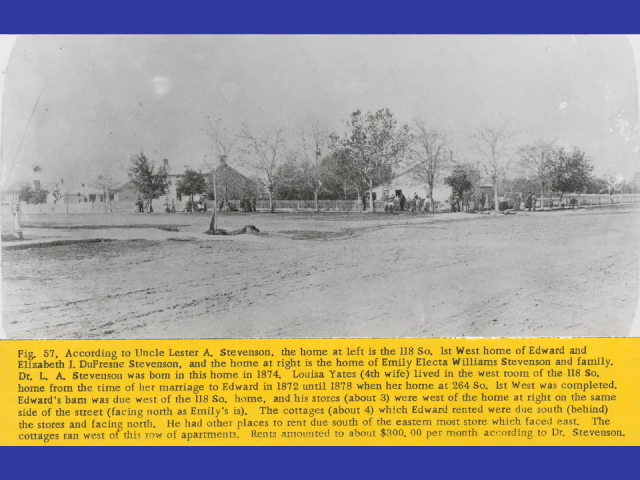 Fig. 57. According to Uncle Lester A. Stevenson, the home at left is the 118 So. 1st West home of Edward and
Elizabeth J. DuFresne Stevenson, and the home at right is the home of Emily Electa Williams Stevenson and family.
Dr. L. A. Stevenson was born in this home in 1874. Louisa Yates (4th wife) lived in the west room of the 118 So.
home from the time of her marriage to Edward in 1872 until 1878 when her home at 264 So. 1st West was completed.
Edward's barn was due west of the 118 So. home, and his stores (about 3) were west of the home at right on the same
side of the street (facing north as Emily's is). The cottages (about 4) which Edward rented were due south (behind)
the stores and facing north. He had other places to rent due south of the eastern most store which faced east. The
cottages ran west of this row of apartments. Rents amounted to about $300.00 per month according to Dr. Stevenson.